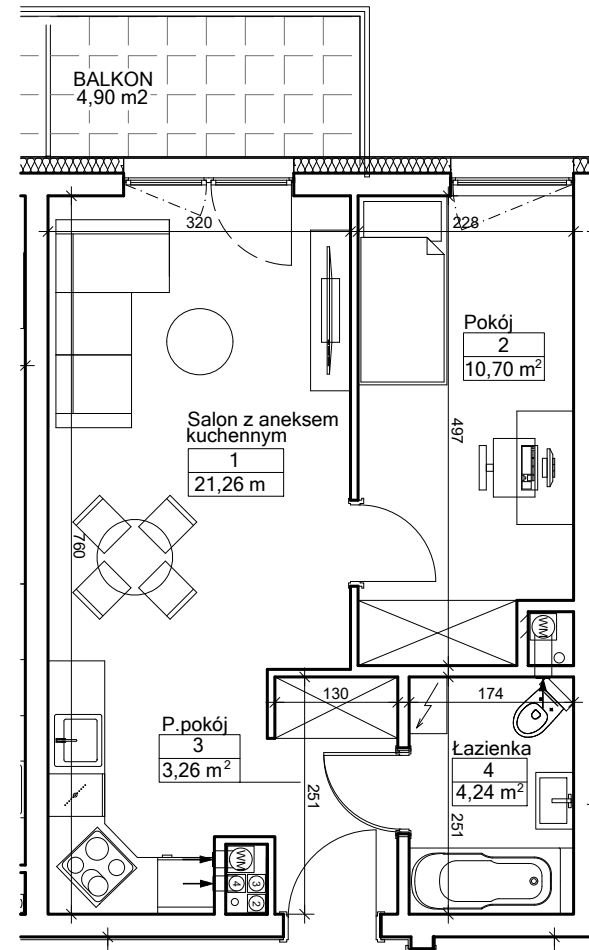 BALKON
4,90 m2
320
228
Pokój
2
10,70 m²
497
Salon z aneksem
kuchennym
1
21,26 m
760
130
174
P.pokój
3
3,26 m²
251
Łazienka
4
4,24 m²
251
WM
WM
4
3
2